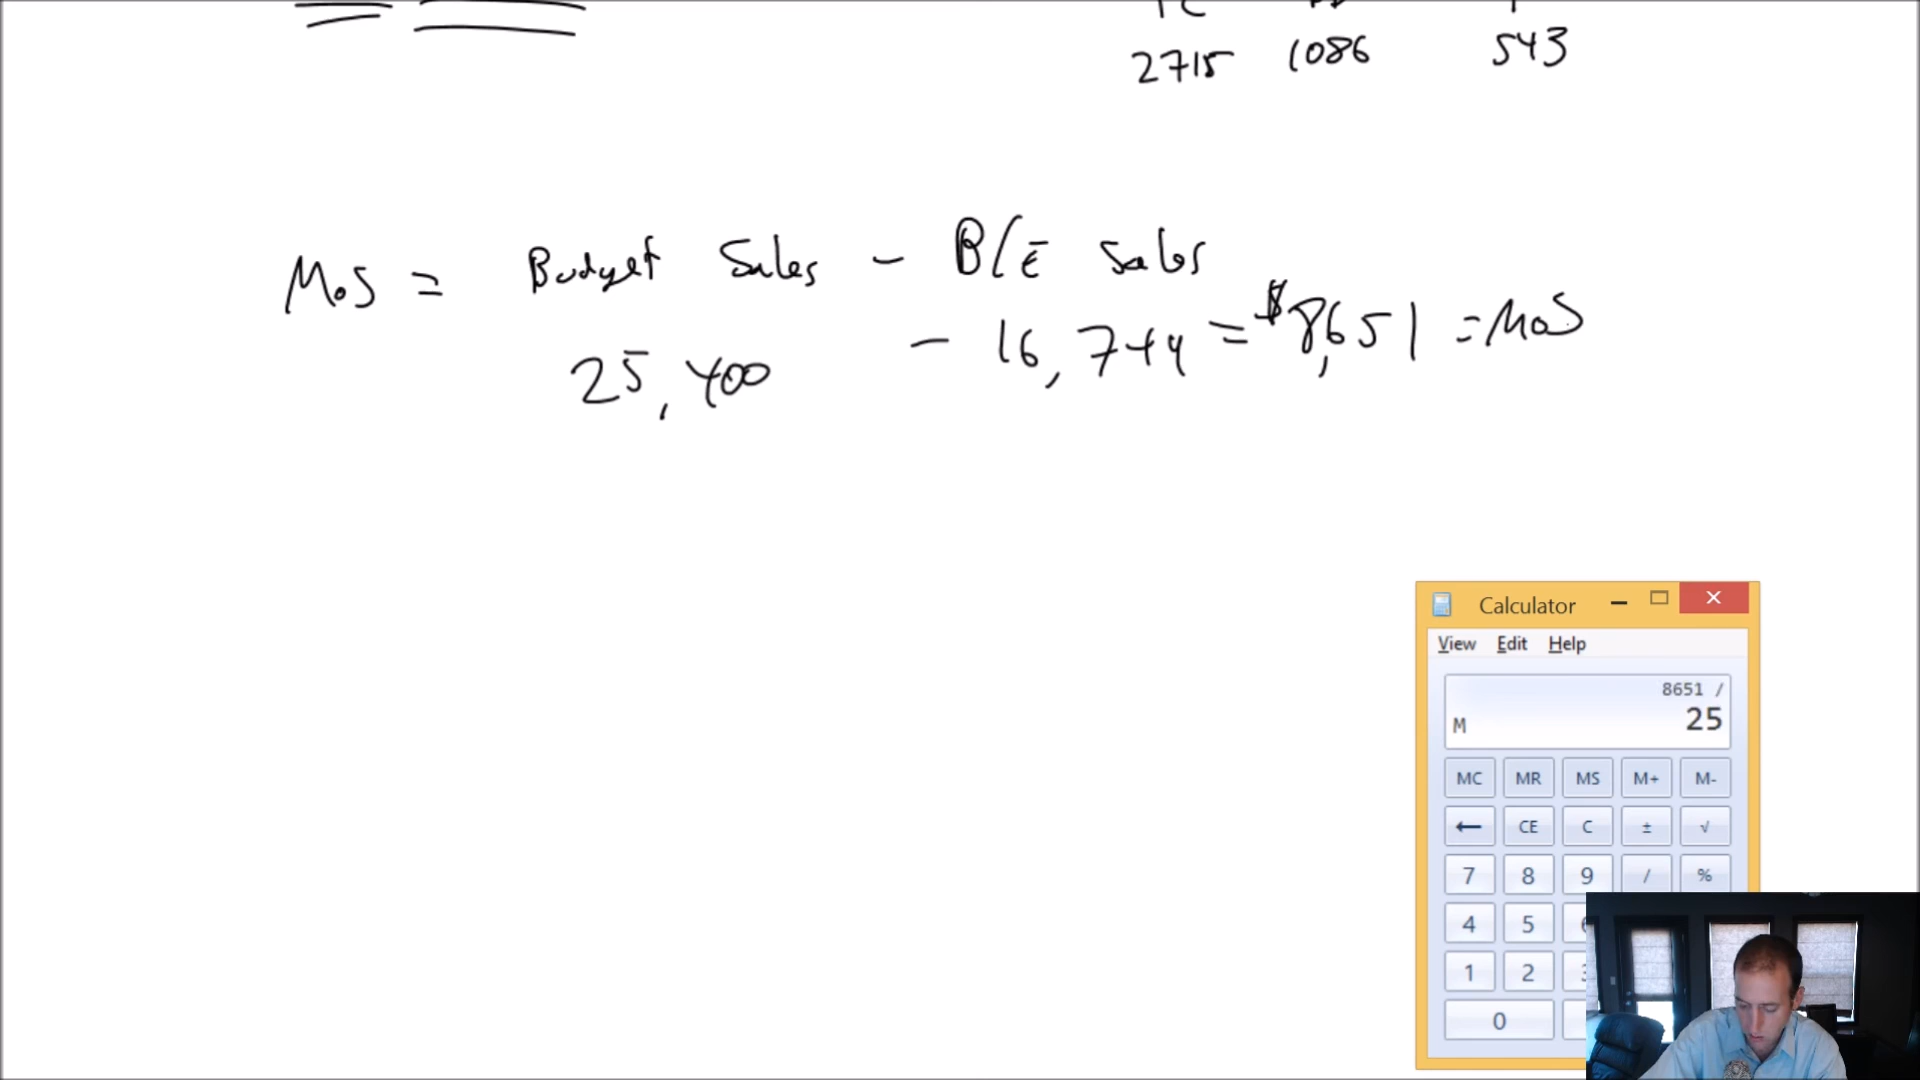 2715 1086 543
MoS = Budget Sales - B/E Sales
25,400 - 16,744 = $8,651 = MoS
Calculator
View Edit Help
8651 /
M 25
MC MR MS M+ M-
← CE C ± √
7 8 9 / %
4 5
1 2
0